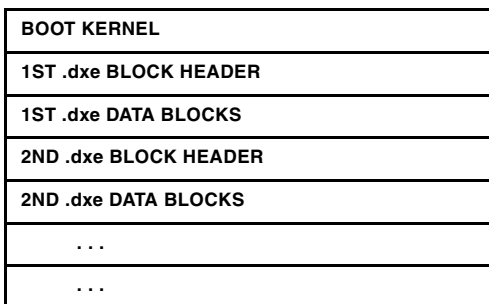 BOOT KERNEL
1ST .dxe BLOCK HEADER
1ST .dxe DATA BLOCKS
2ND .dxe BLOCK HEADER
2ND .dxe DATA BLOCKS
. . .
. . .